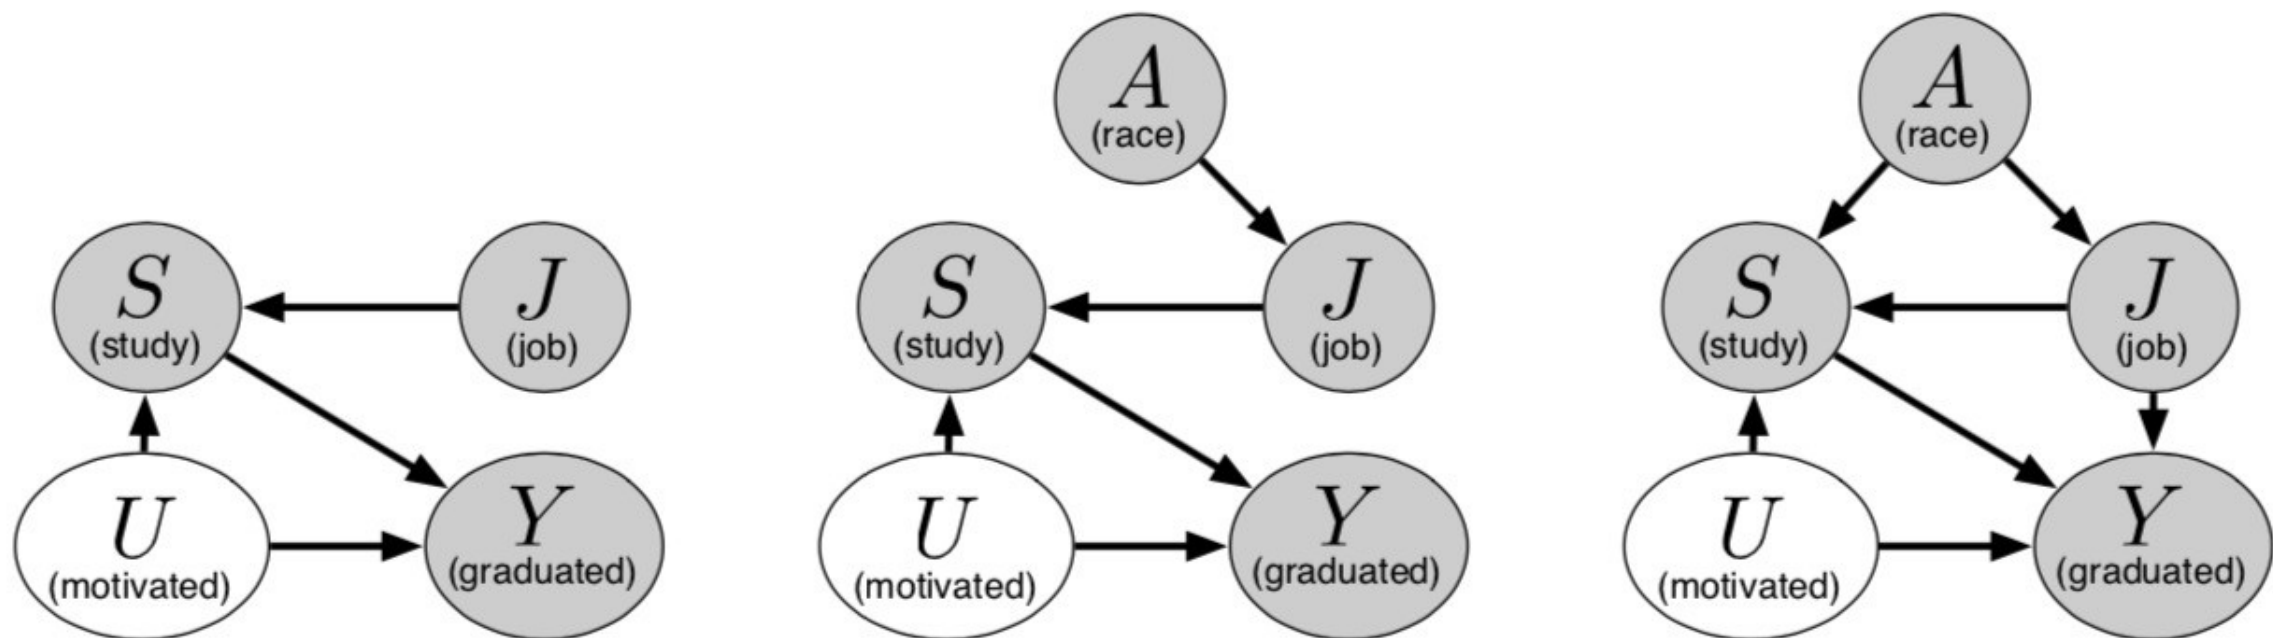 A
(race)
A
(race)
S
(study)
J
(job)
S
(study)
J
(job)
S
(study)
J
(job)
U
(motivated)
Y
(graduated)
U
(motivated)
Y
(graduated)
U
(motivated)
Y
(graduated)